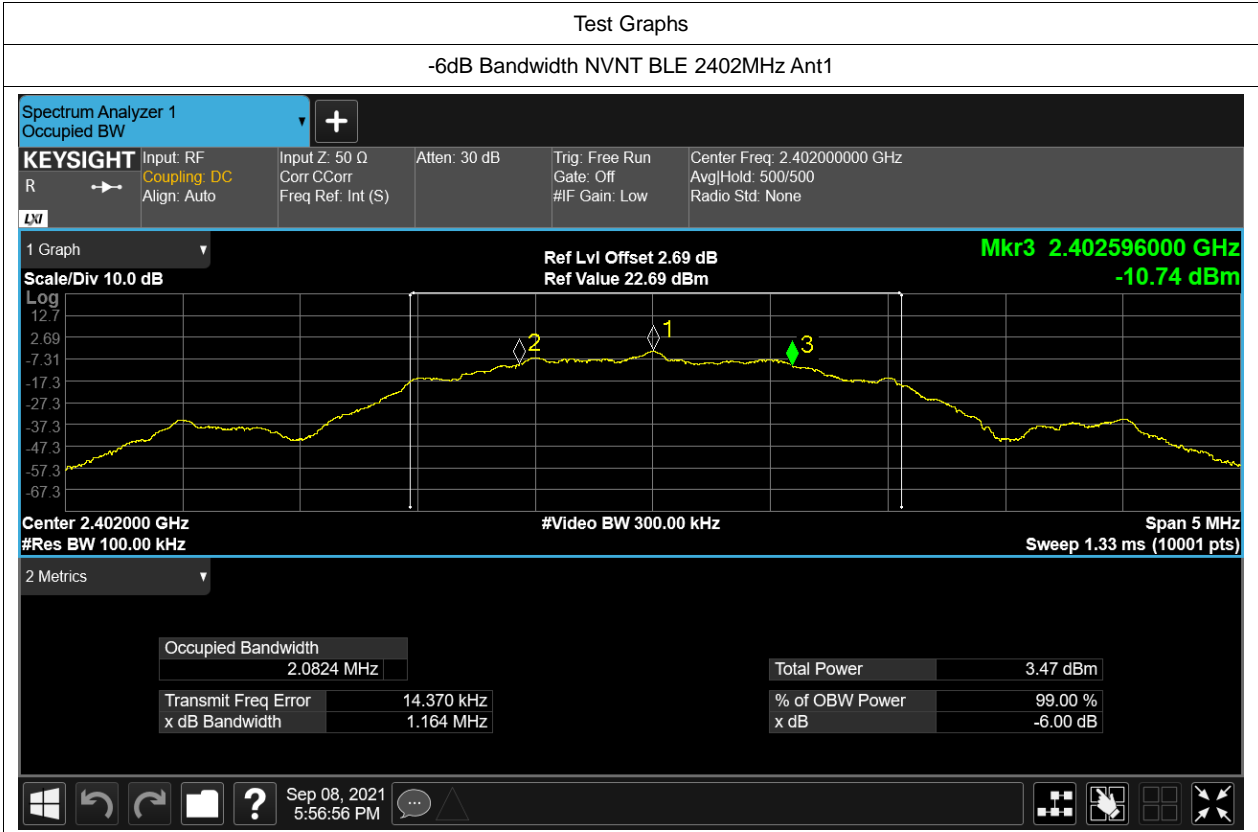 Test Graphs
-6dB Bandwidth NVNT BLE 2402MHz Ant1
Spectrum Analyzer 1
Occupied BW
KEYSIGHT
R
LXI
Input: RF
Coupling: DC
Align: Auto
Input Z: 50 Ω
Corr CCorr
Freq Ref: Int (S)
Atten: 30 dB
Trig: Free Run
Gate: Off
#IF Gain: Low
Center Freq: 2.402000000 GHz
Avg|Hold: 500/500
Radio Std: None
1 Graph
Scale/Div 10.0 dB
Ref Lvl Offset 2.69 dB
Ref Value 22.69 dBm
Mkr3 2.402596000 GHz
-10.74 dBm
Log
12.7
2.69
-7.31
-17.3
-27.3
-37.3
-47.3
-57.3
-67.3
2
1
3
Center 2.402000 GHz
#Res BW 100.00 kHz
#Video BW 300.00 kHz
Span 5 MHz
Sweep 1.33 ms (10001 pts)
2 Metrics
Occupied Bandwidth
2.0824 MHz
Transmit Freq Error 14.370 kHz
x dB Bandwidth 1.164 MHz
Total Power 3.47 dBm
% of OBW Power 99.00 %
x dB -6.00 dB
Sep 08, 2021
5:56:56 PM